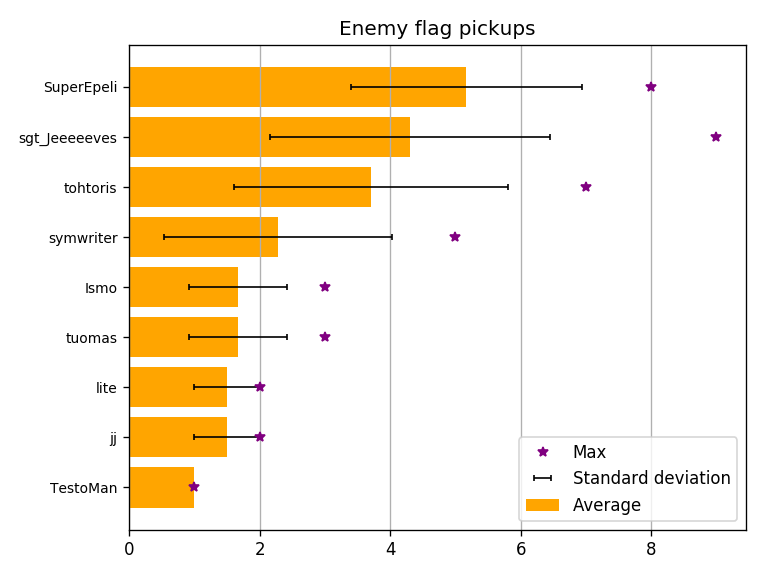 Enemy flag pickups
SuperEpeli
sgt_Jeeeeeves
tohtoris
symwriter
Ismo
tuomas
lite
jj
TestoMan
Max
Standard deviation
Average
0 2 4 6 8